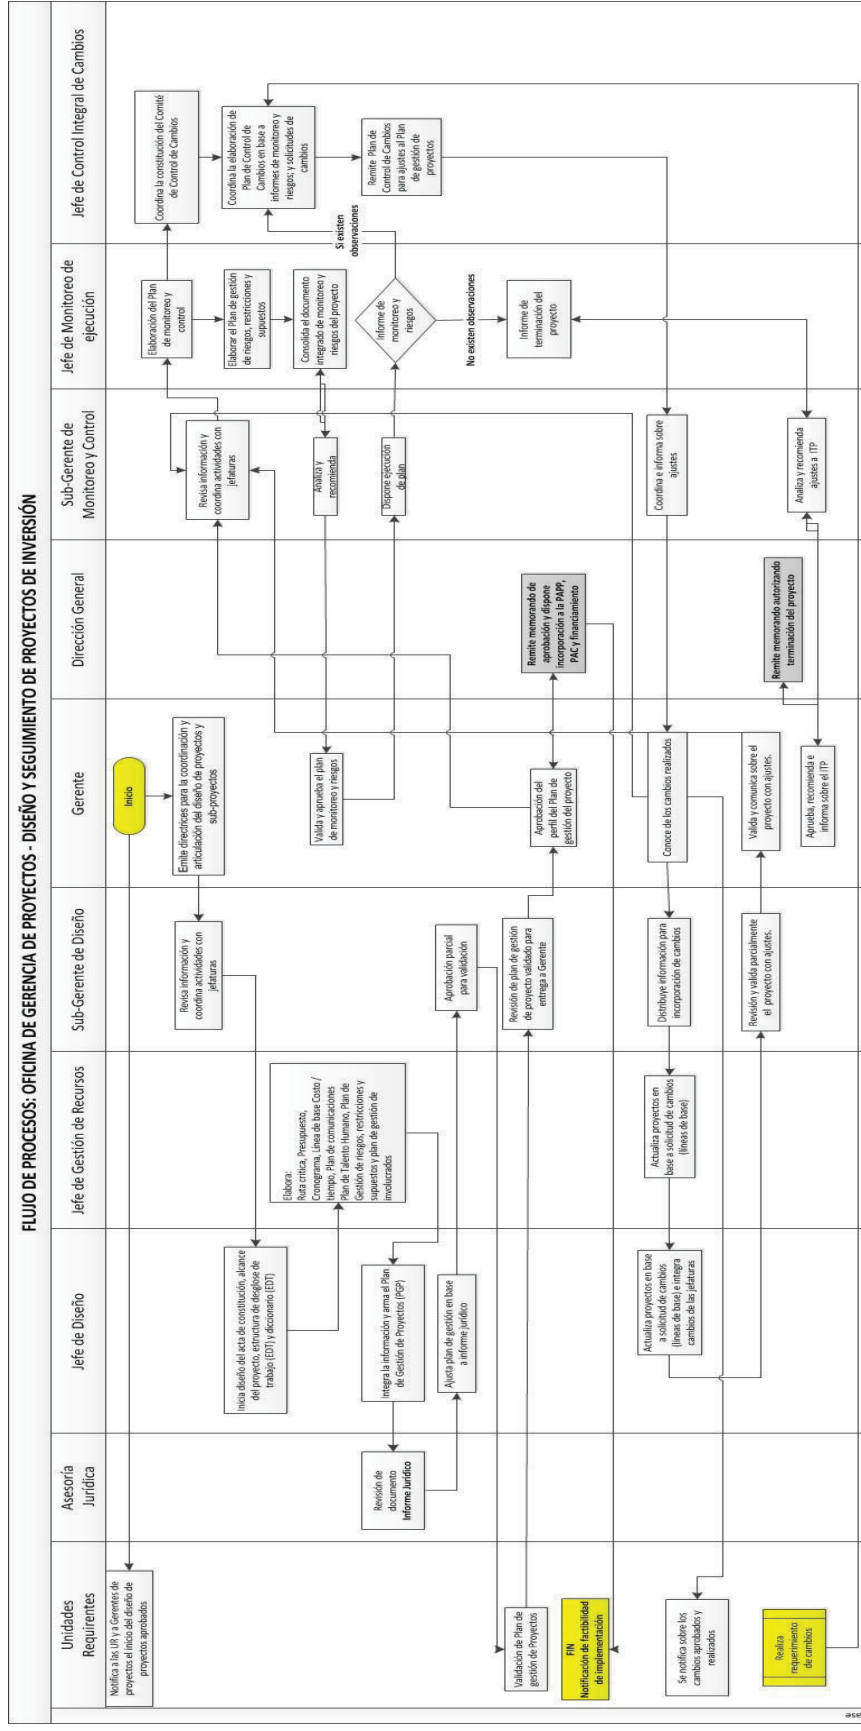 FLUJO DE PROCESOS: OFICINA DE GERENCIA DE PROYECTOS - DISEÑO Y SEGUIMIENTO DE PROYECTOS DE INVERSIÓN
Unidades
Requirentes
Asesoría
Jurídica
Jefe de Diseño
Jefe de Gestión de Recursos
Sub-Gerente de Diseño
Gerente
Dirección General
Sub-Gerente de
Monitoreo y Control
Jefe de Monitoreo de
ejecución
Jefe de Control Integral de Cambios
Notifica a las UR y a Gerentes de
proyectos el inicio del diseño de
proyectos aprobados
Inicio
Emite directrices para la coordinación y
articulación del diseño de proyectos y
sub-proyectos
Revisa información y
coordina actividades con
jefaturas
Inicia diseño del acta de constitución, alcance
del proyecto, estructura de desglose de
trabajo (EDT) y diccionario (EDT)
Elabora:
Ruta critica, Presupuesto,
Cronograma, Línea de base Costo /
tiempo, Plan de comunicaciones
Plan de Talento Humano, Plan de
Gestión de riesgos, restricciones y
supuestos y plan de gestión de
involucrados
Integra la información y arma el Plan
de Gestión de Proyectos (PGP)
Revisión de
documento
Informe Jurídico
Ajusta plan de gestión en base
a informe jurídico
Aprobación parcial
para validación
Validación de Plan de
gestión de Proyectos
Revisión de plan de gestión
de proyecto validado para
entrega a Gerente
Aprobación del
perfil del Plan de
gestión del proyecto
Remite memorando de
aprobación y dispone
incorporación a la PAPP,
PAC y financiamiento
FIN
Notificación de factibilidad
de implementación
Revisa información y
coordina actividades con
jefaturas
Elaboración del Plan
de monitoreo y
control
Coordina la constitución del Comité
de Control de Cambios
Elaborar el Plan de gestión
de riesgos, restricciones y
supuestos
Coordina la elaboración de
Plan de Control de
Cambios en base a
informes de monitoreo y
riesgos; y solicitudes de
cambios
Consolida el documento
integrado de monitoreo y
riesgos del proyecto
Analiza y
recomienda
Valida y aprueba el plan
de monitoreo y riesgos
Dispone ejecución
de plan
Informe de
monitoreo y
riesgos
Si existen
observaciones
No existen observaciones
Remite Plan de
Control de Cambios
para ajustes al Plan
de gestión de
proyectos
Informe de
terminación del
proyecto
Coordina e informa sobre
ajustes
Conoce de los cambios realizados
Distribuye información para
incorporación de cambios
Actualiza proyectos en
base a solicitud de cambios
(líneas de base)
Actualiza proyectos en base
a solicitud de cambios
(líneas de base) e integra
cambios de las jefaturas
Se notifica sobre los
cambios aprobados y
realizados
Revisión y valida parcialmente
el proyecto con ajustes.
Valida y comunica sobre el
proyecto con ajustes.
Realiza
requerimiento
de cambios
Aprueba, recomienda e
informa sobre el ITP
Remite memorando autorizando
terminación del proyecto
Analiza y recomienda
ajustes a ITP
ase